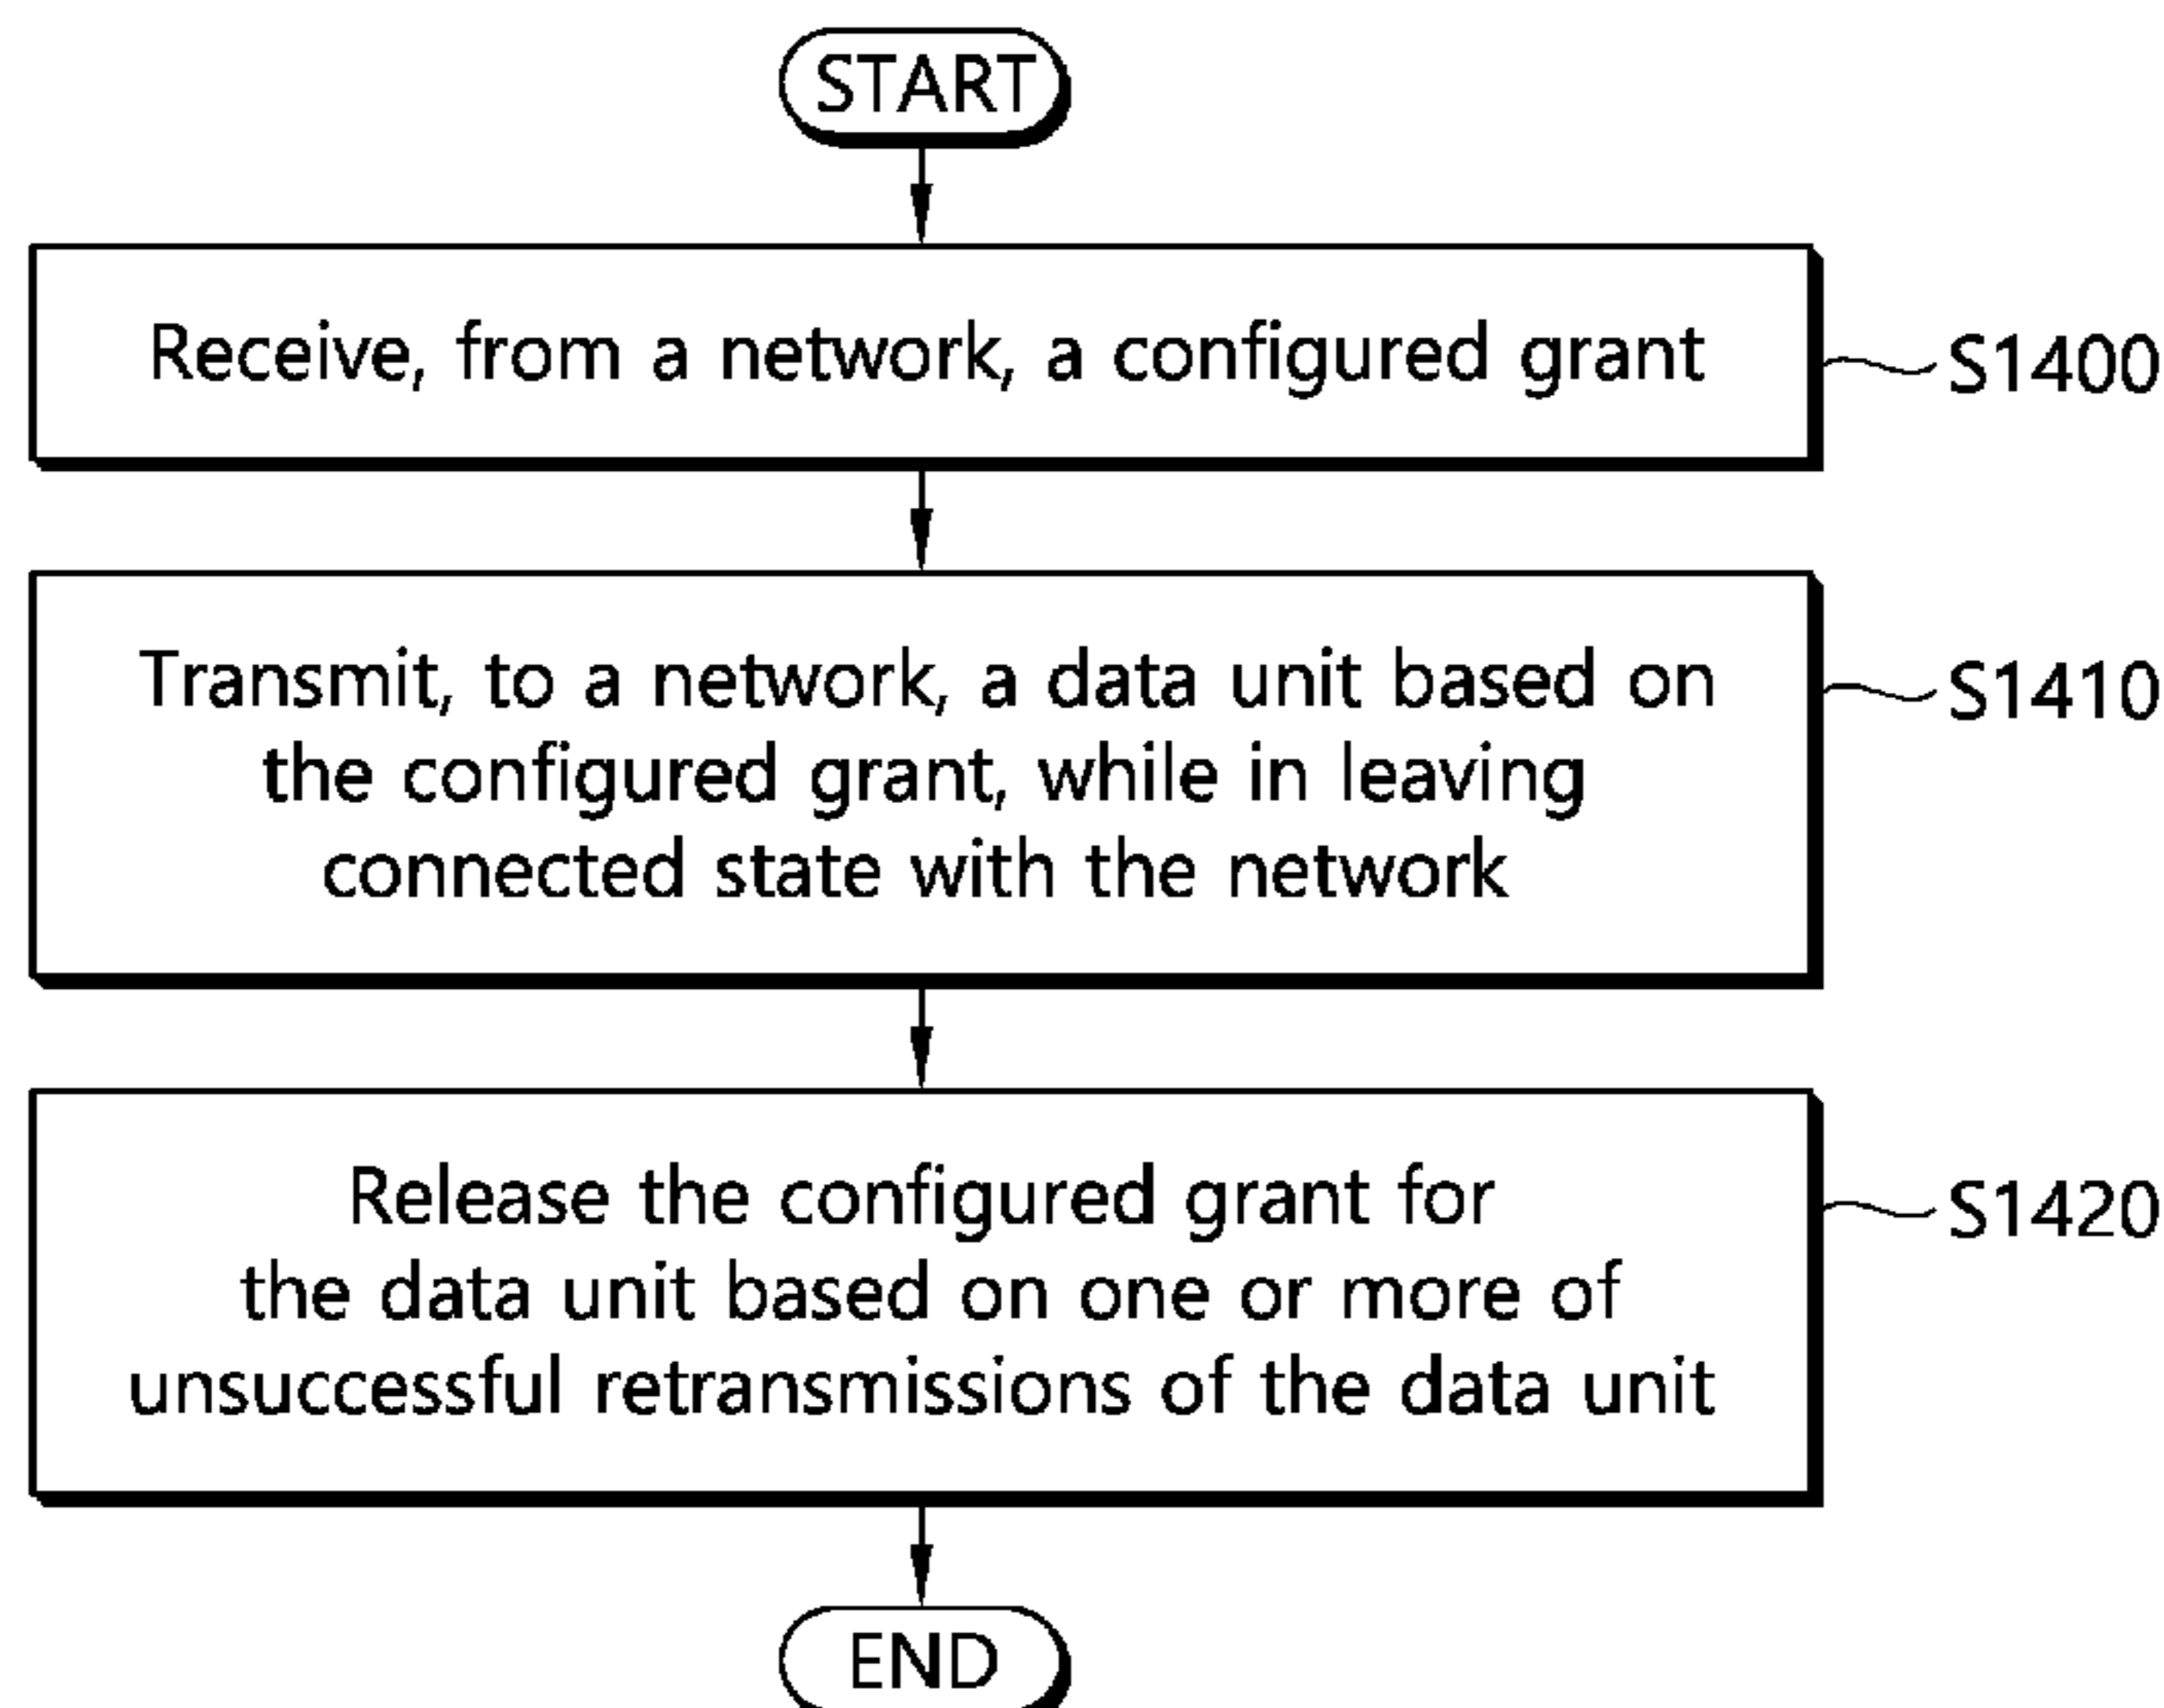 START
Receive, from a network, a configured grant
S1400
Transmit, to a network, a data unit based on
the configured grant, while in leaving
connected state with the network
S1410
Release the configured grant for
the data unit based on one or more of
unsuccessful retransmissions of the data unit
S1420
END